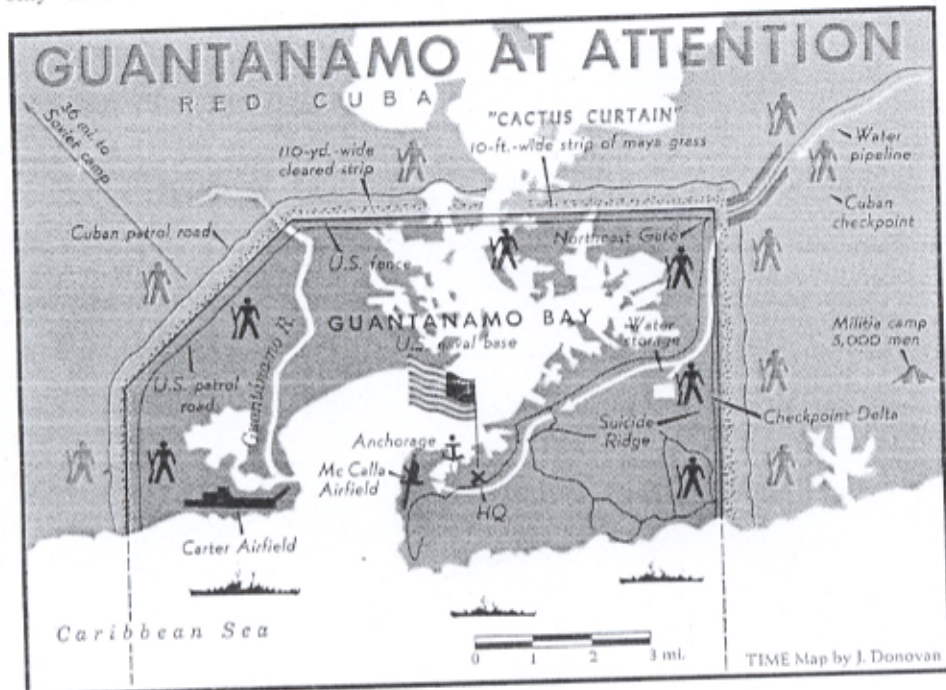 GUANTANAMO AT ATTENTION
RED CUBA
36 mi. to
Soviet camp
110-yd.-wide
cleared strip
"CACTUS CURTAIN"
10-ft.-wide strip of maya grass
Water
pipeline
Cuban
checkpoint
Cuban patrol road
U.S. fence
Northeast Gate
GUANTANAMO BAY
U.S. naval base
Water
storage
Militia camp
5,000 men
U.S. patrol
road
Guantánamo R.
Suicide
Ridge
Checkpoint Delta
Anchorage
Mc Calla
Airfield
HQ
Carter Airfield
Caribbean Sea
0 1 2 3 mi.
TIME Map by J. Donovan